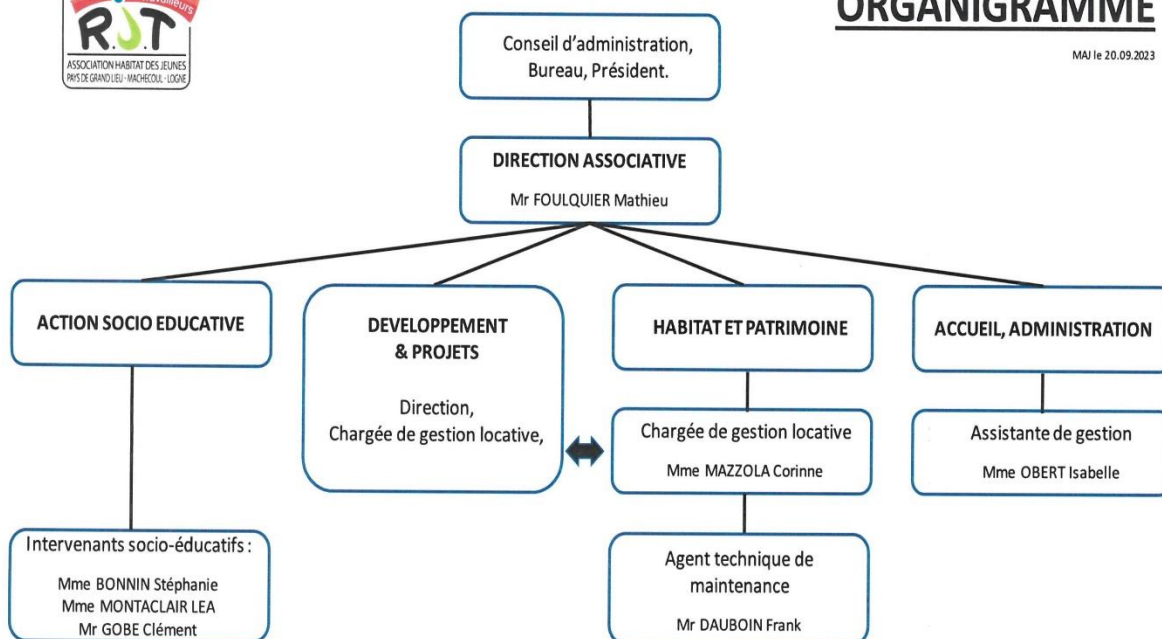 Travailleurs
R.J.T
ASSOCIATION HABITAT DES JEUNES
PAYS DE GRAND LIEU - MACHECOUL - LOGNE
ORGANIGRAMME
MAJ le 20.09.2023
Conseil d’administration,
Bureau, Président.
DIRECTION ASSOCIATIVE
Mr FOULQUIER Mathieu
ACTION SOCIO EDUCATIVE
DEVELOPPEMENT
& PROJETS
Direction,
Chargée de gestion locative,
HABITAT ET PATRIMOINE
ACCUEIL, ADMINISTRATION
Chargée de gestion locative
Mme MAZZOLA Corinne
Assistante de gestion
Mme OBERT Isabelle
Intervenants socio-éducatifs :
Mme BONNIN Stéphanie
Mme MONTACLAIR LEA
Mr GOBE Clément
Agent technique de
maintenance
Mr DAUBOIN Frank